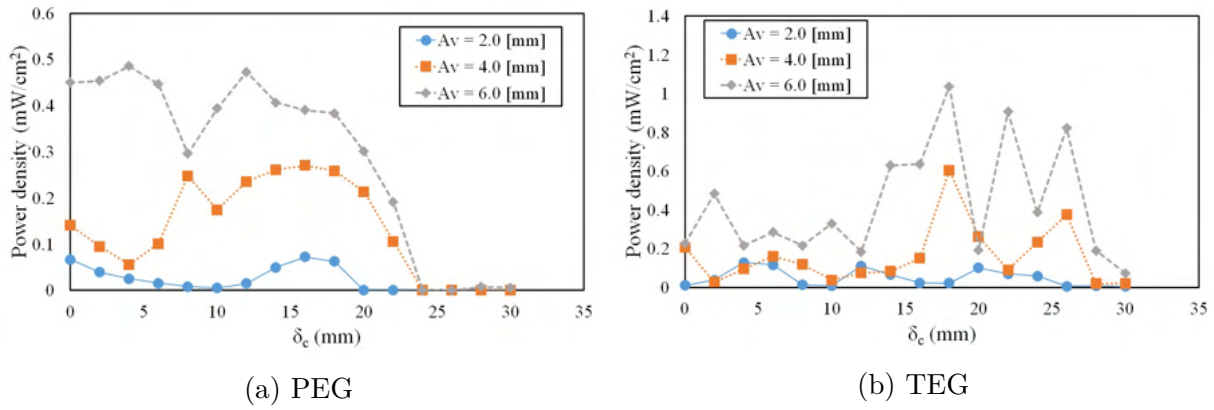 0.6
0.5
0.4
0.3
0.2
0.1
0
Power density (mW/cm²)
Av = 2.0 [mm]
Av = 4.0 [mm]
Av = 6.0 [mm]
0 5 10 15 20 25 30 35
δc (mm)
(a) PEG
1.4
1.2
1
0.8
0.6
0.4
0.2
0
Power density (mW/cm²)
Av = 2.0 [mm]
Av = 4.0 [mm]
Av = 6.0 [mm]
0 5 10 15 20 25 30 35
δc (mm)
(b) TEG